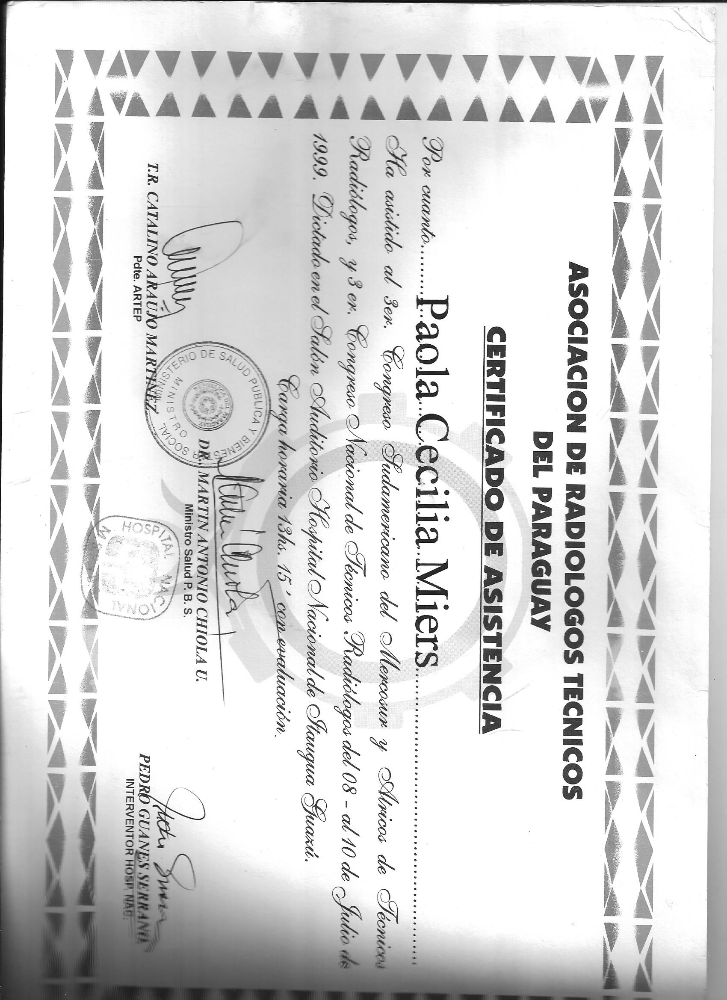 ASOCIACION DE RADIOLOGOS TECNICOS
DEL PARAGUAY
CERTIFICADO DE ASISTENCIA
Por cuanto..........Paola Cecilia Miers..........
Ha asistido al 3er. Congreso Sudamericano del Mercosur y Atricos de Técnicos
Radiólogos, y 3 er. Congreso Nacional de Técnicos Radiólogos del 08 - al 10 de Julio de
1999. Dictado en el Salón Auditorio Hospital Nacional de Itaugua Guazú.
Carga horaria 13hs. 15´ con evaluación.
T.R. CATALINO ARAUJO MARTINEZ
Pdte. ARTEP
MINISTERIO DE SALUD PUBLICA Y BIENESTAR SOCIAL
MINISTRO
REPUBLICA DEL PARAGUAY
DR. MARTIN ANTONIO CHIOLA U.
Ministro Salud P. B. S.
HOSPITAL NACIONAL
PEDRO GUANES SERRANO
INTERVENTOR HOSP. NAC.